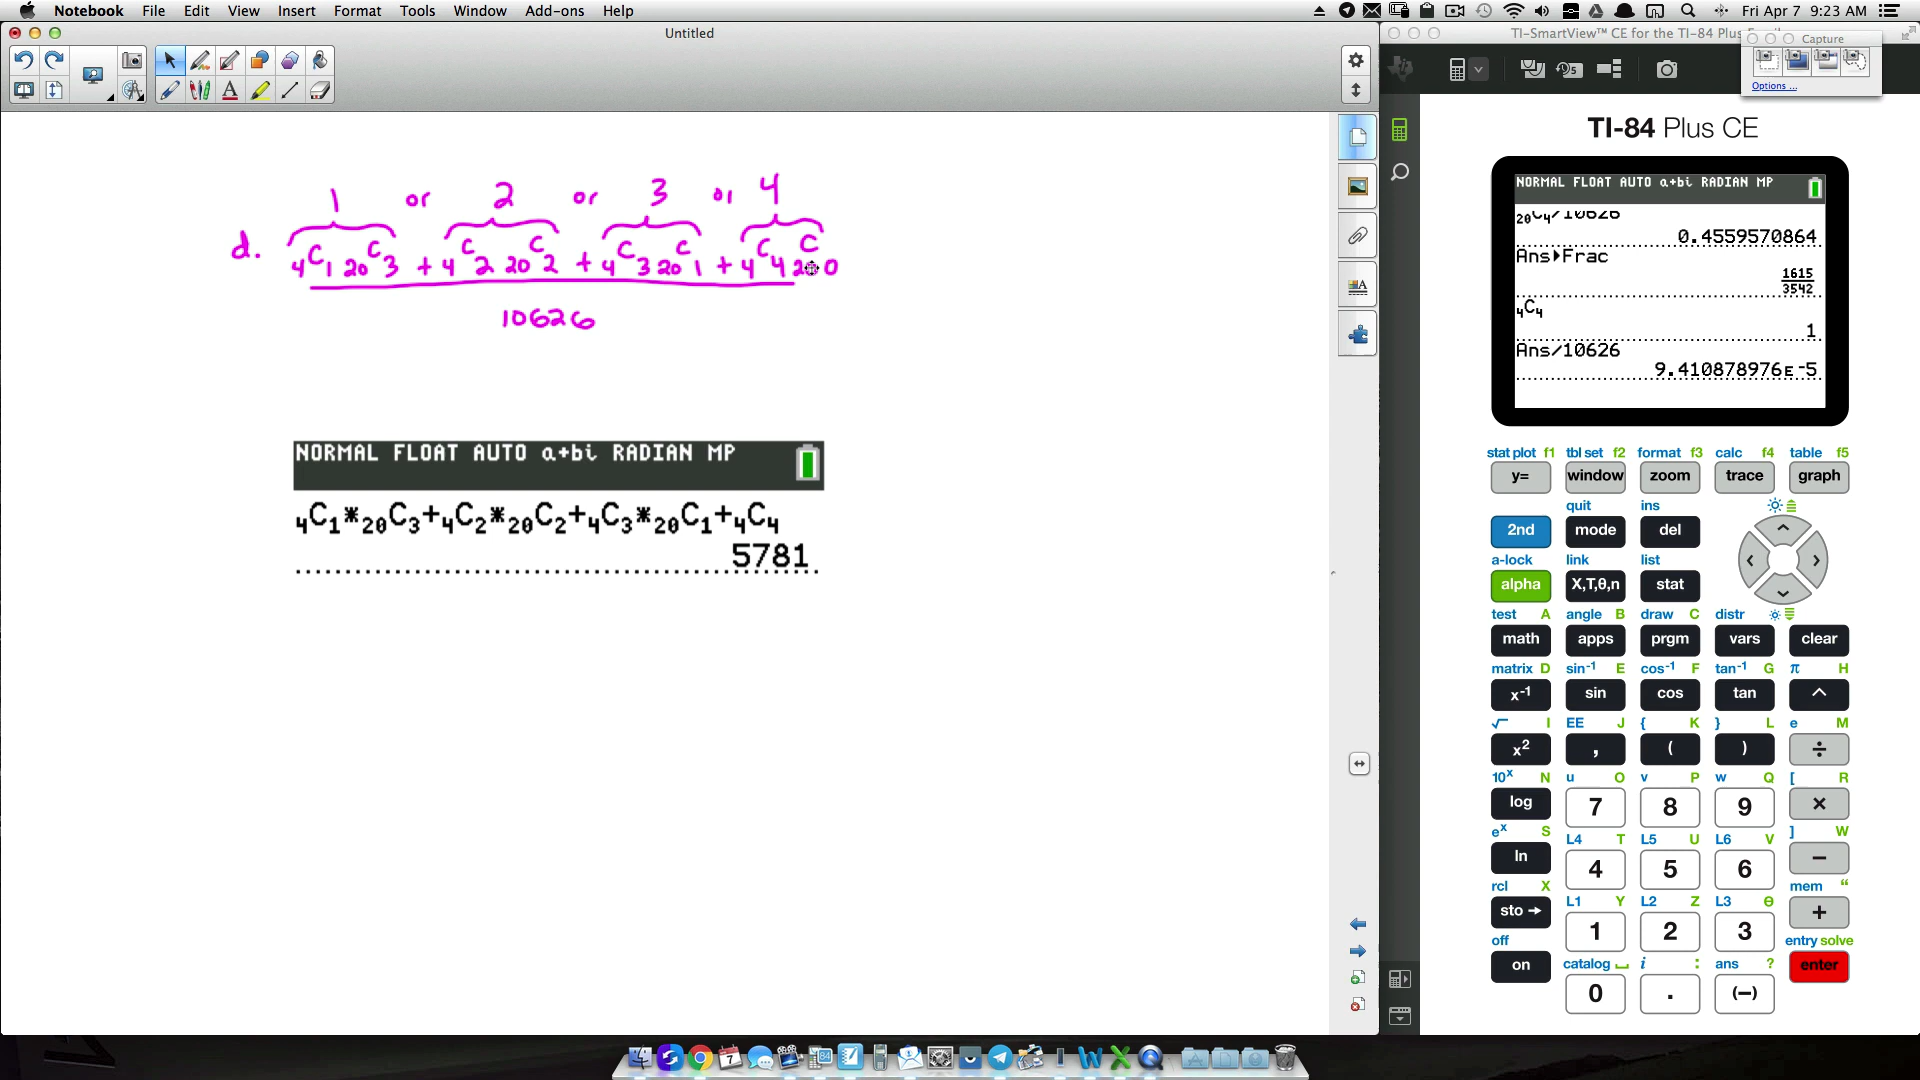 Notebook File Edit View Insert Format Tools Window Add-ons Help Fri Apr 7 9:23 AM
Untitled
TI-SmartView™ CE for the TI-84 Plus
Capture
Options ...
1 or 2 or 3 or 4
d. 4C1 20C3 + 4C2 20C2 + 4C3 20C1 + 4C4 20C0
10626
NORMAL FLOAT AUTO a+bi RADIAN MP
₄C₁*₂₀C₃+₄C₂*₂₀C₂+₄C₃*₂₀C₁+₄C₄
5781
TI-84 Plus CE
NORMAL FLOAT AUTO a+bi RADIAN MP
₂₀C₄/10626
0.4559570864
Ans▸Frac
1615
3542
₄C₄
1
Ans/10626
9.410878976ᴇ-5
stat plot f1 tbl set f2 format f3 calc f4 table f5
y= window zoom trace graph
quit ins
2nd mode del
a-lock link list
alpha X,T,θ,n stat
test A angle B draw C distr
math apps prgm vars clear
matrix D sin⁻¹ E cos⁻¹ F tan⁻¹ G π H
x⁻¹ sin cos tan ^
√ I EE J { K } L e M
x² , ( ) ÷
10ˣ N u O v P w Q [ R
log 7 8 9 ×
eˣ S L4 T L5 U L6 V ] W
ln 4 5 6 −
rcl X L1 Y L2 Z L3 θ mem “
sto → 1 2 3 +
off catalog i : ans ? entry solve
on 0 . (−) enter